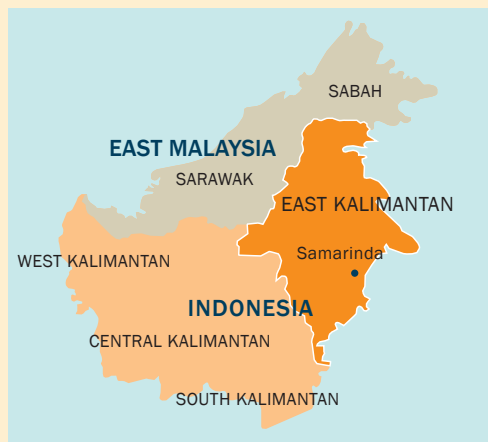 SABAH
EAST MALAYSIA
SARAWAK
EAST KALIMANTAN
Samarinda
WEST KALIMANTAN
INDONESIA
CENTRAL KALIMANTAN
SOUTH KALIMANTAN